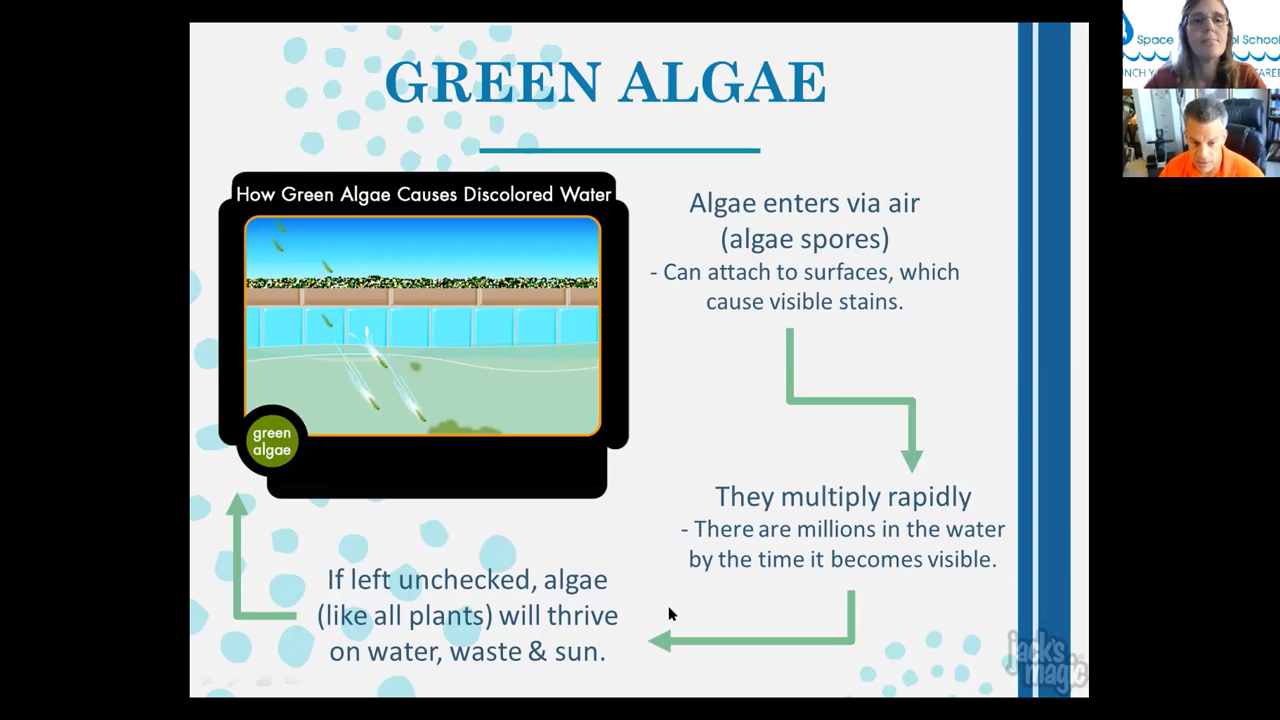 GREEN ALGAE
How Green Algae Causes Discolored Water
green
algae
Algae enters via air
(algae spores)
- Can attach to surfaces, which
cause visible stains.
They multiply rapidly
- There are millions in the water
by the time it becomes visible.
If left unchecked, algae
(like all plants) will thrive
on water, waste & sun.
jack's
magic
Space
School